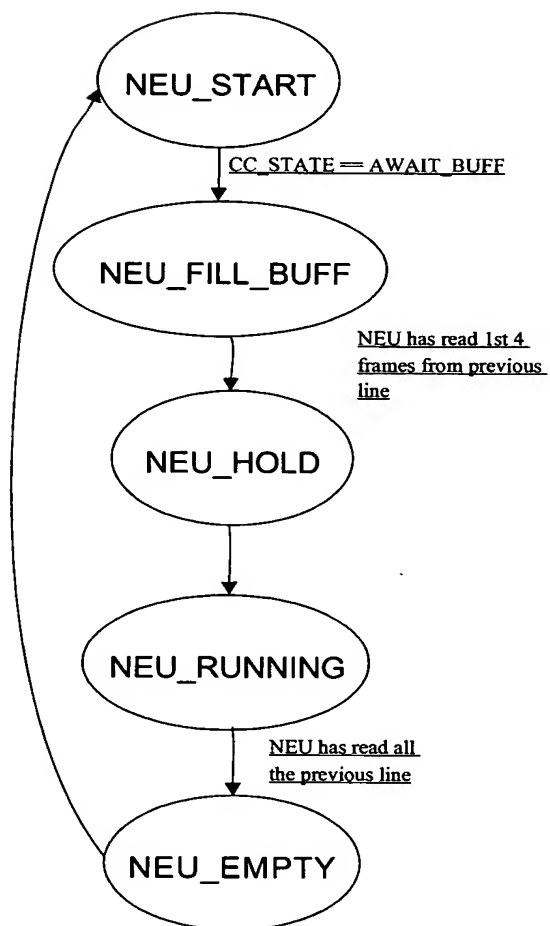 NEU_START
CC_STATE == AWAIT_BUFF
NEU_FILL_BUFF
NEU has read 1st 4
frames from previous
line
NEU_HOLD
NEU_RUNNING
NEU has read all
the previous line
NEU_EMPTY